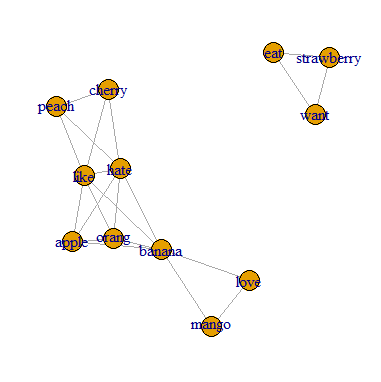 eat
strawberry
cherry
peach
want
hate
like
apple
orang
banana
love
mango